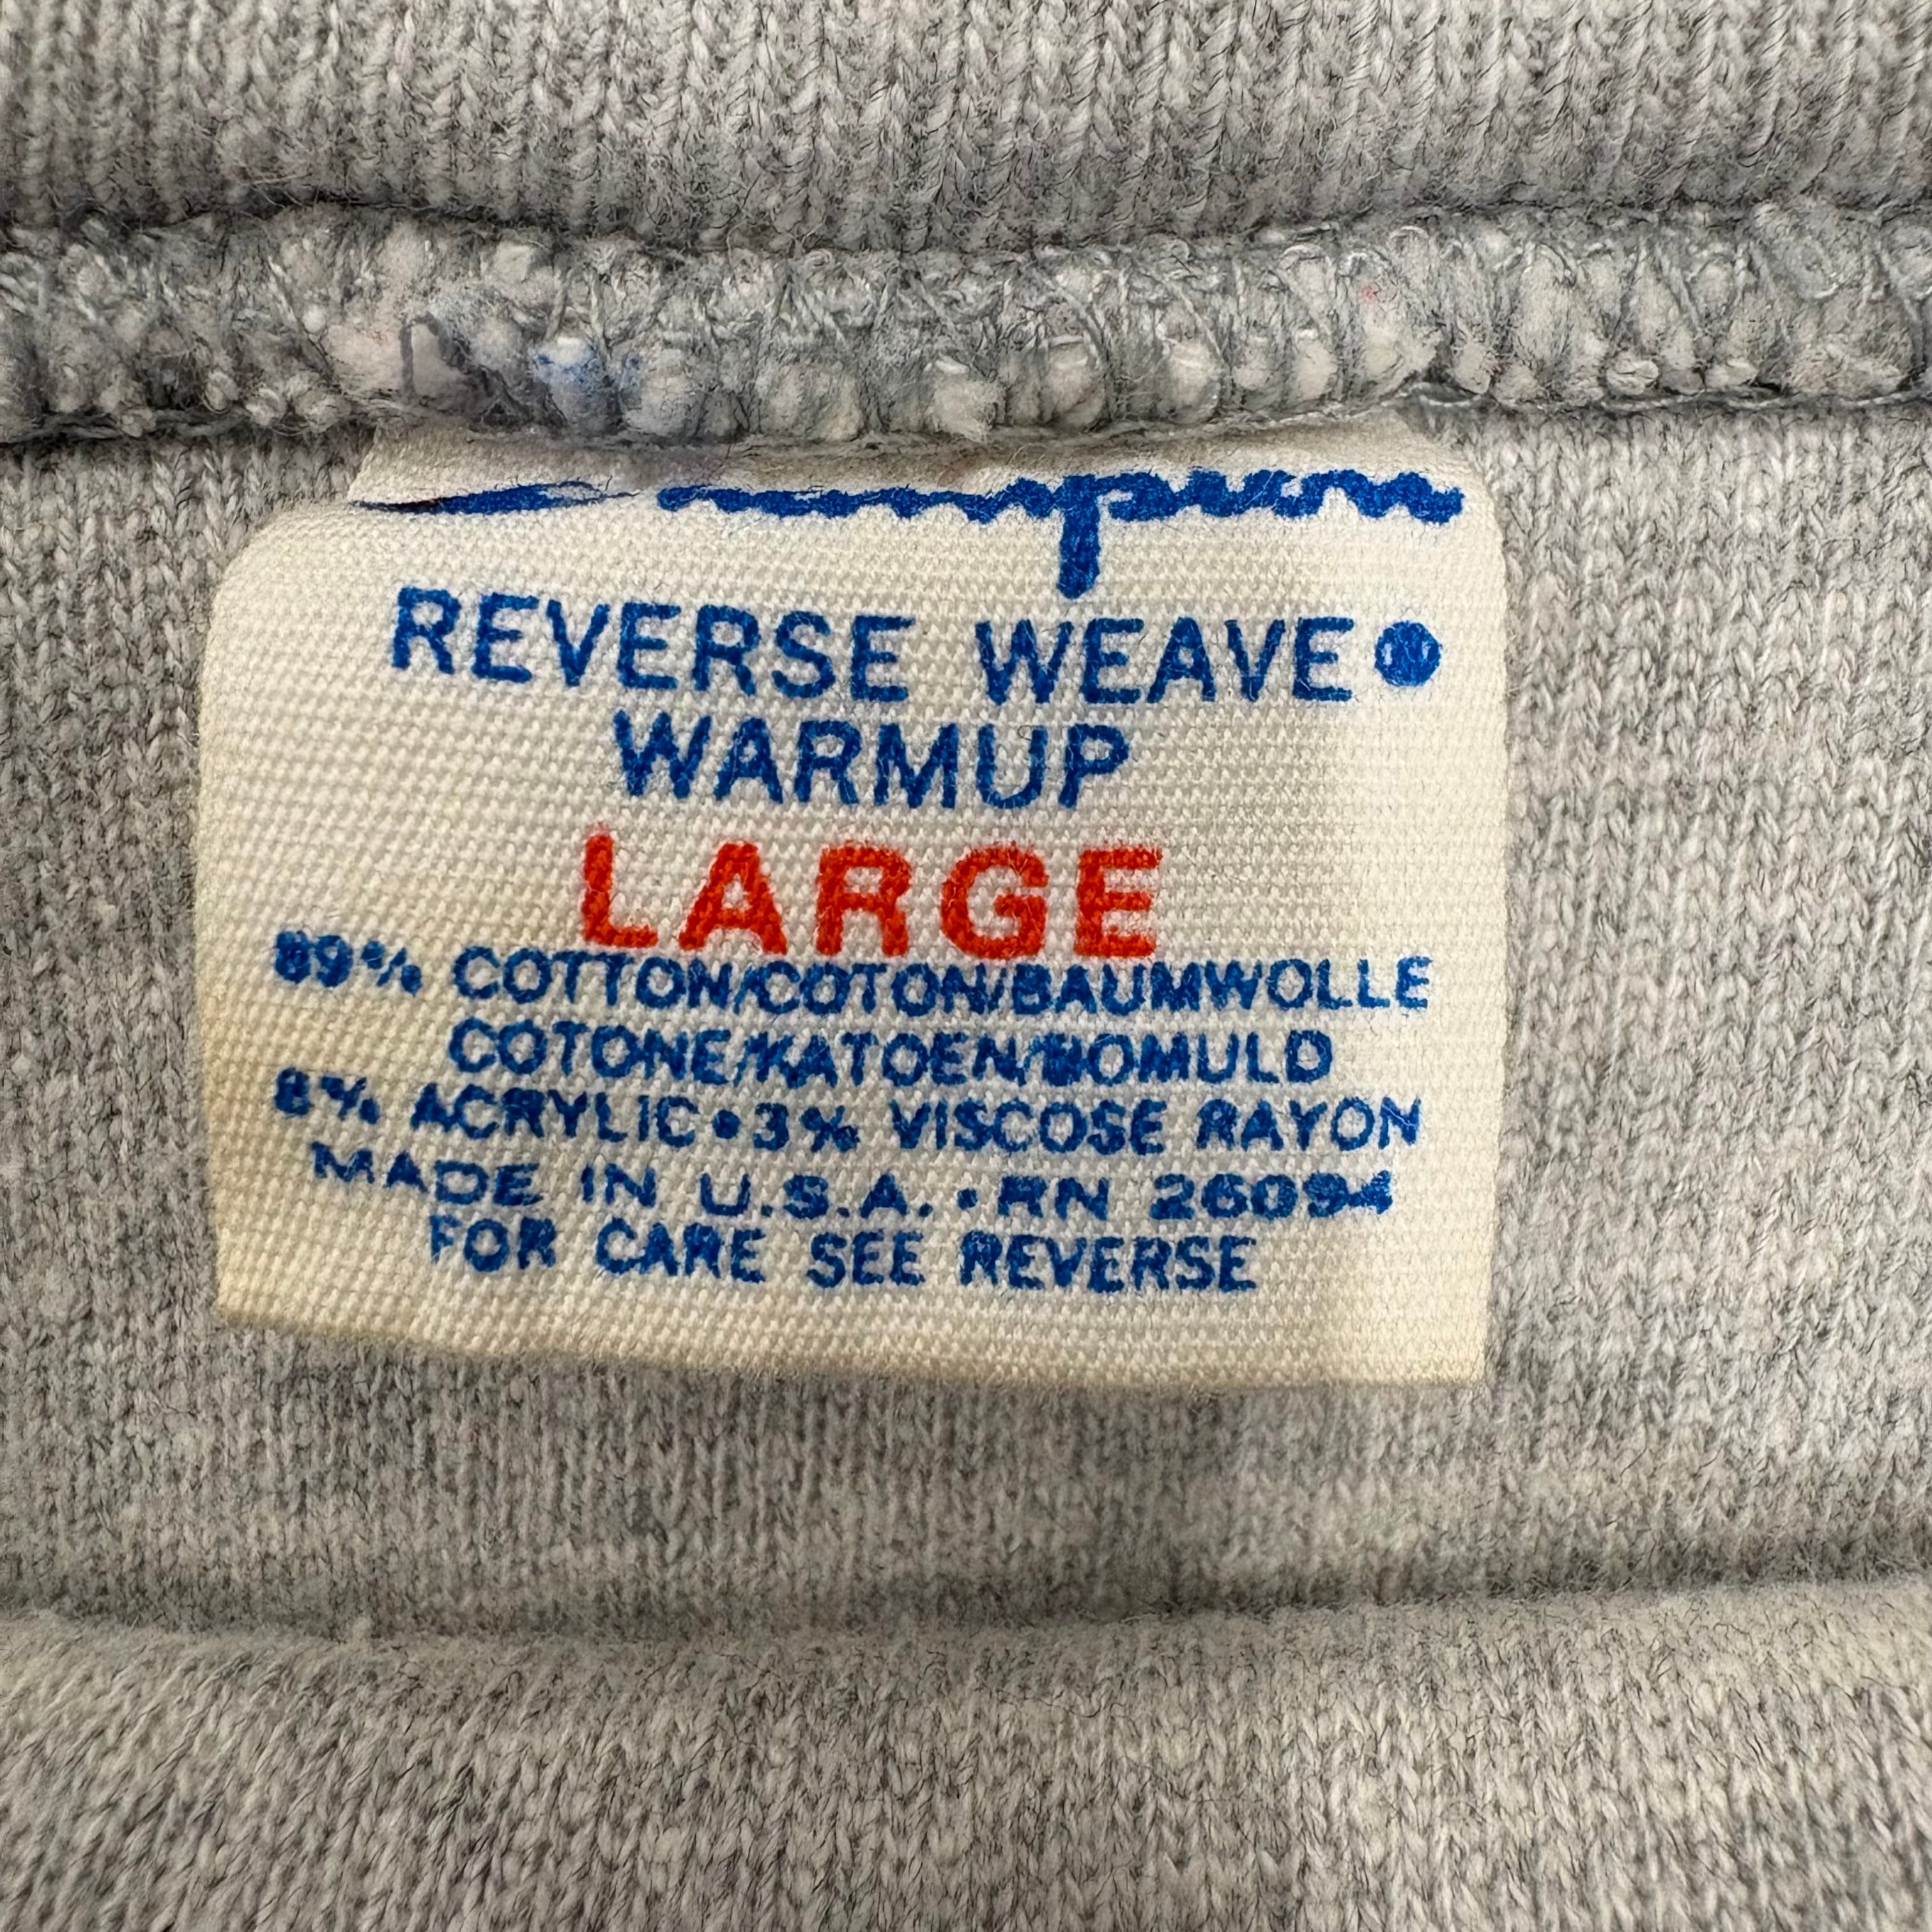 Champion
REVERSE WEAVE®
WARMUP
LARGE
89% COTTON/COTON/BAUMWOLLE
COTONE/KATOEN/BOMULD
8% ACRYLIC•3% VISCOSE RAYON
MADE IN U.S.A.•RN 26094
FOR CARE SEE REVERSE